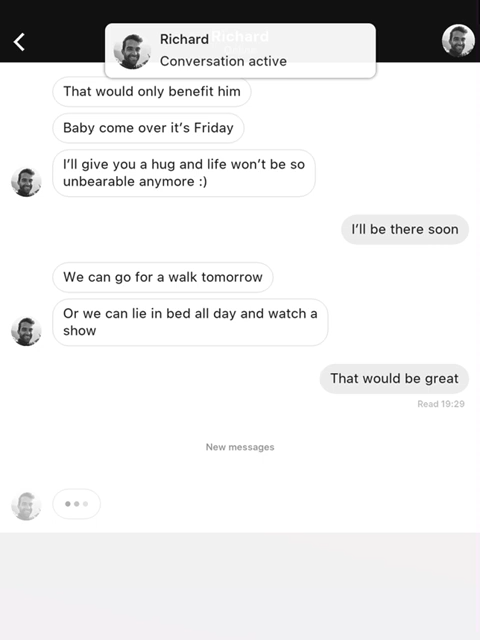 Richard
Richard
Conversation active
That would only benefit him
Baby come over it’s Friday
I’ll give you a hug and life won’t be so
unbearable anymore :)
I’ll be there soon
We can go for a walk tomorrow
Or we can lie in bed all day and watch a
show
That would be great
Read 19:29
New messages